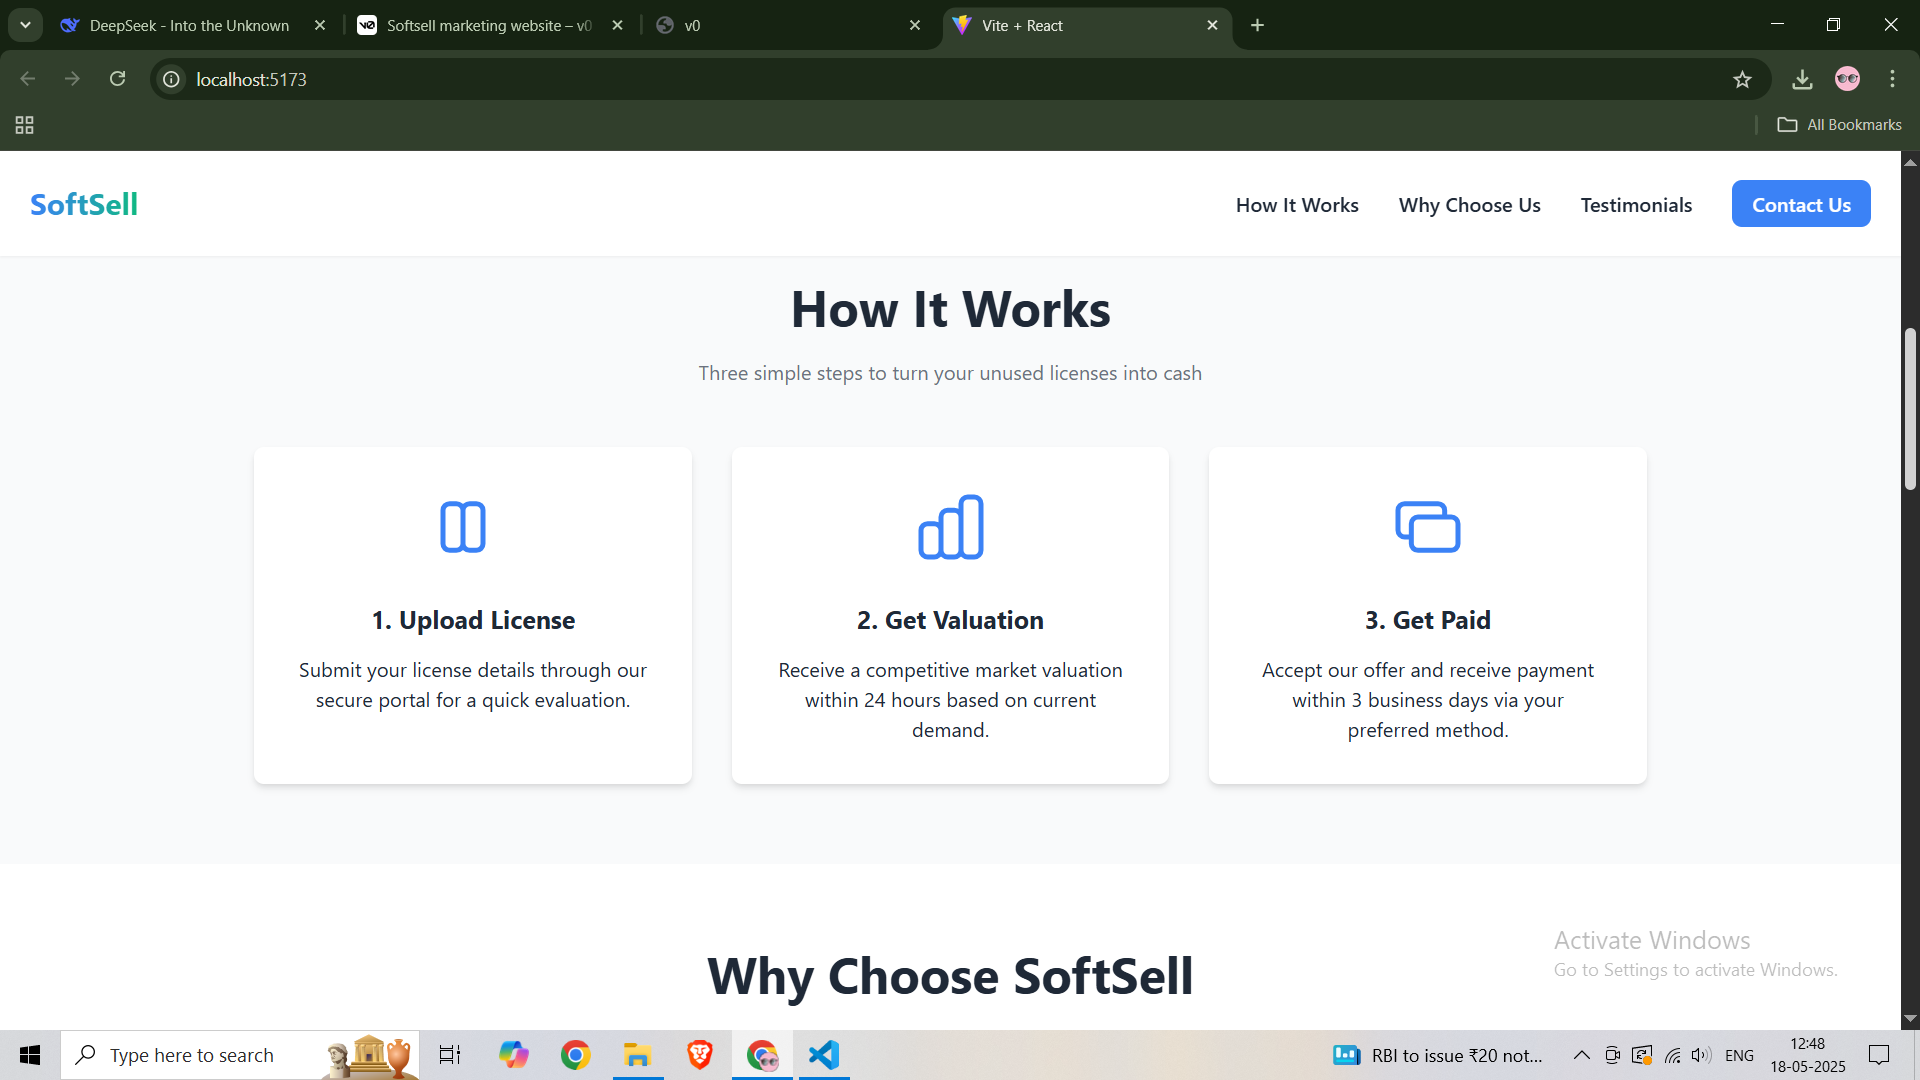 DeepSeek - Into the Unknown
Softsell marketing website – v0
v0
Vite + React
localhost:5173
All Bookmarks
SoftSell
How It Works
Why Choose Us
Testimonials
Contact Us
How It Works
Three simple steps to turn your unused licenses into cash
1. Upload License
Submit your license details through our
secure portal for a quick evaluation.
2. Get Valuation
Receive a competitive market valuation
within 24 hours based on current
demand.
3. Get Paid
Accept our offer and receive payment
within 3 business days via your
preferred method.
Why Choose SoftSell
Activate Windows
Go to Settings to activate Windows.
Type here to search
RBI to issue ₹20 not...
ENG
12:48
18-05-2025